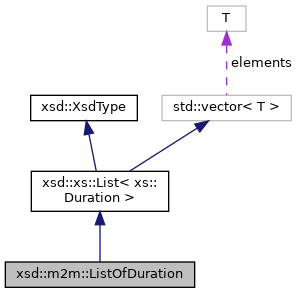 T
elements
xsd::XsdType
std::vector< T >
xsd::xs::List< xs::
Duration >
xsd::m2m::ListOfDuration